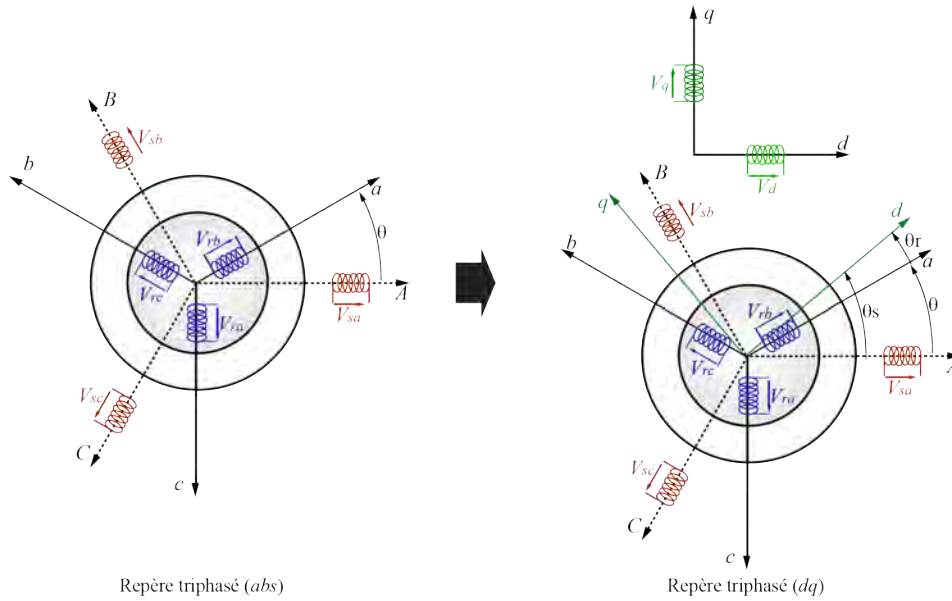 B
Vsb
b
a
Vrb
Vrc
θ
A
Vsa
Vra
Vsc
C
c
Repère triphasé (abs)
q
Vq
d
Vd
B
q
Vsb
d
b
θr
a
Vrb
θs
θ
Vrc
A
Vsa
Vra
Vsc
C
c
Repère triphasé (dq)